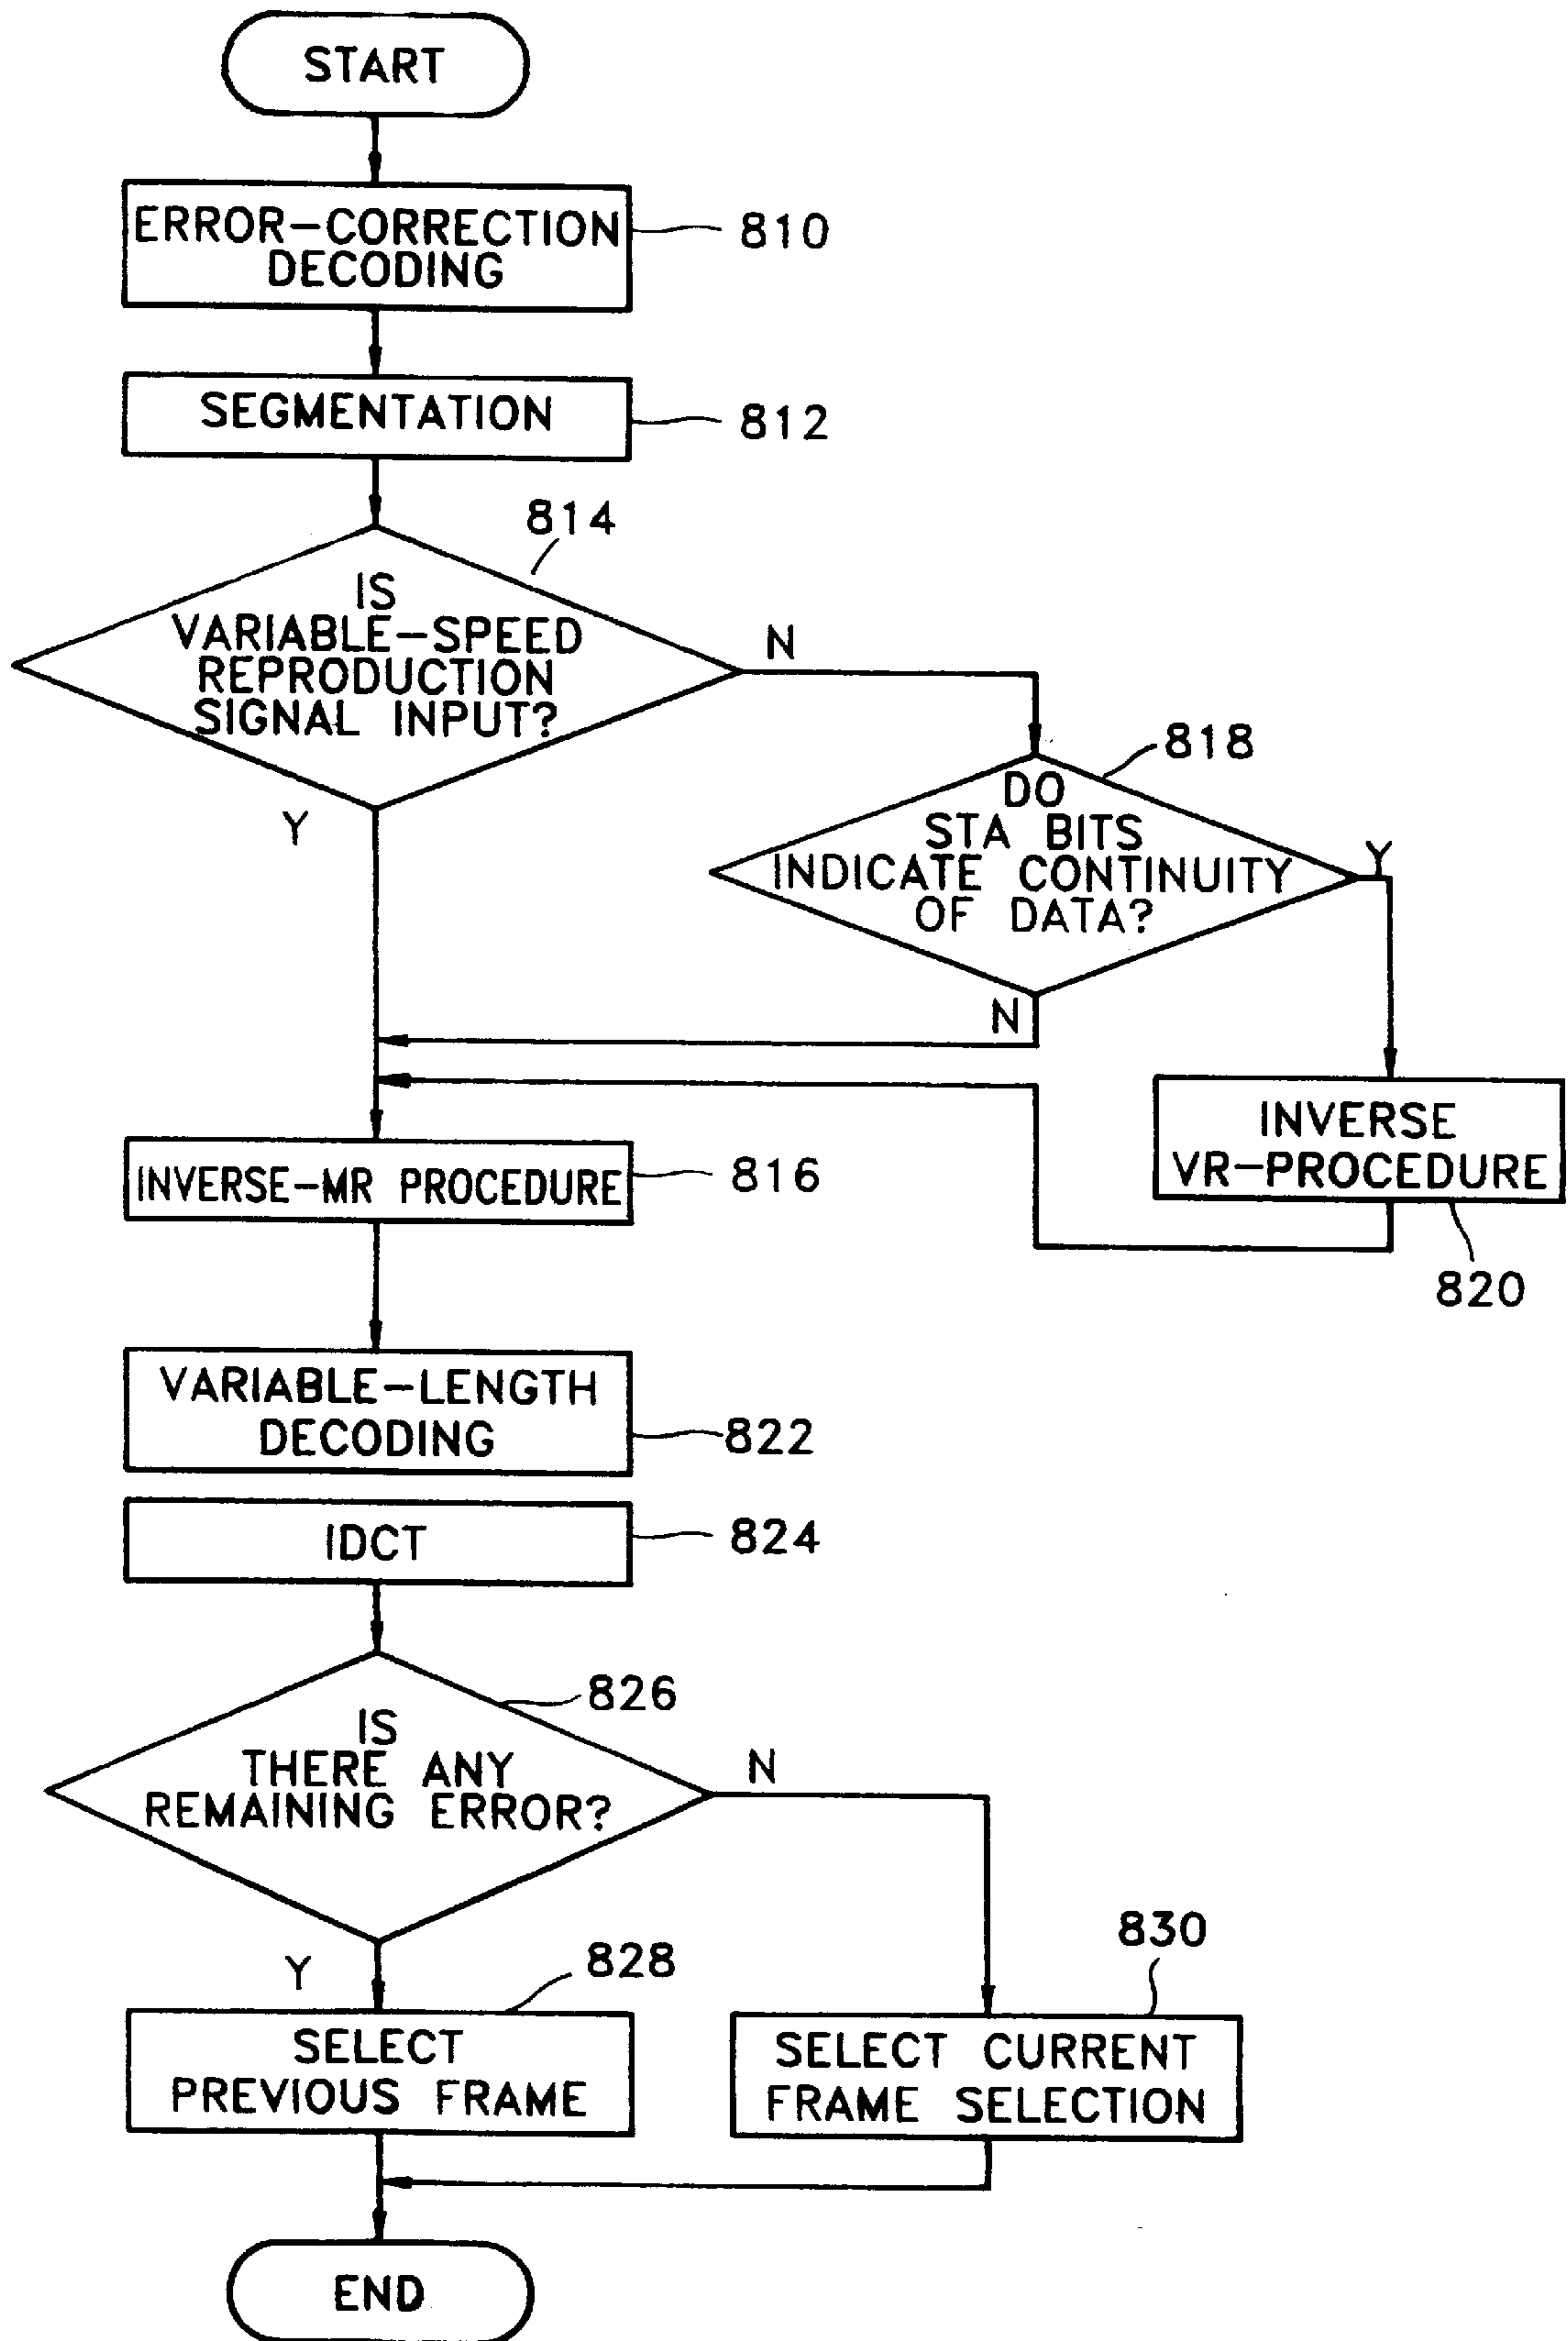 START
ERROR-CORRECTION
DECODING
810
SEGMENTATION
812
814
IS
VARIABLE-SPEED
REPRODUCTION
SIGNAL INPUT?
N
Y
818
DO
STA BITS
INDICATE CONTINUITY
OF DATA?
Y
N
INVERSE
VR-PROCEDURE
820
INVERSE-MR PROCEDURE
816
VARIABLE-LENGTH
DECODING
822
IDCT
824
826
IS
THERE ANY
REMAINING ERROR?
N
Y
828
SELECT
PREVIOUS FRAME
830
SELECT CURRENT
FRAME SELECTION
END